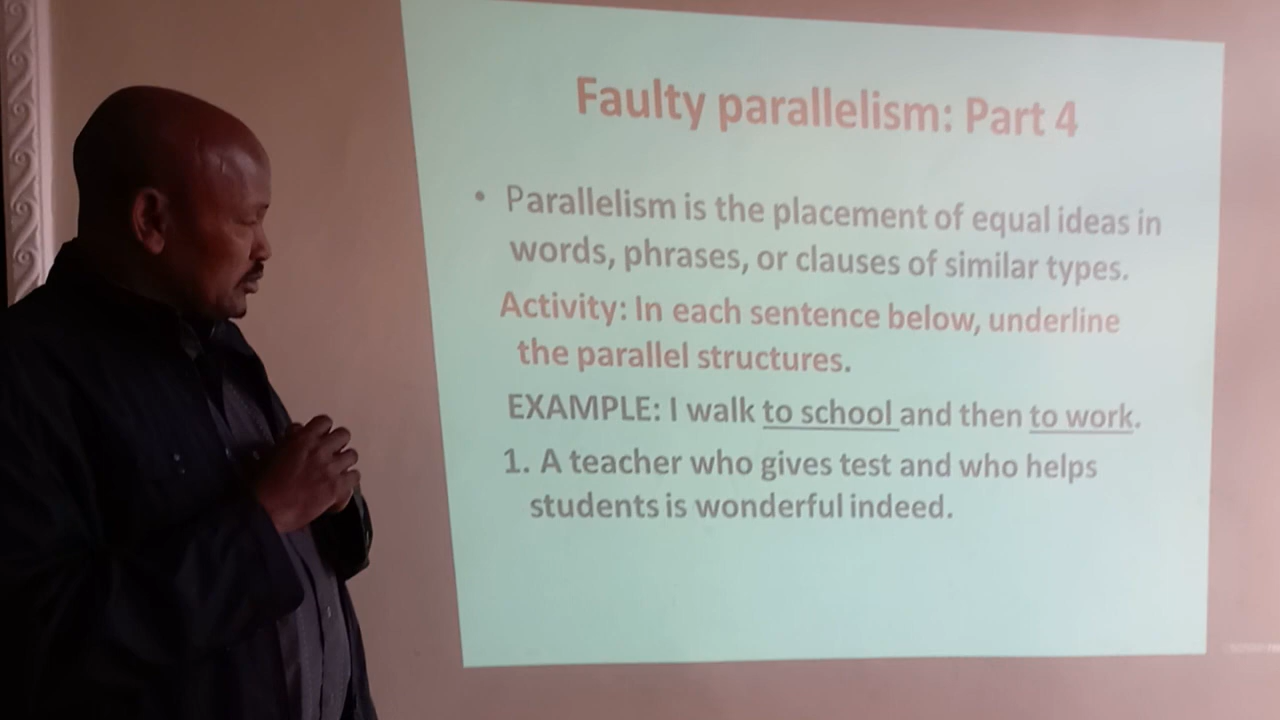 Faulty parallelism: Part 4
• Parallelism is the placement of equal ideas in
words, phrases, or clauses of similar types.
Activity: In each sentence below, underline
the parallel structures.
EXAMPLE: I walk to school and then to work.
1. A teacher who gives test and who helps
students is wonderful indeed.